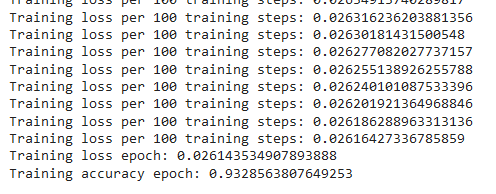 Training loss per 100 training steps: 0.02634915740289817
Training loss per 100 training steps: 0.026316236203881356
Training loss per 100 training steps: 0.02630181431500548
Training loss per 100 training steps: 0.026277082027737157
Training loss per 100 training steps: 0.026255138926255788
Training loss per 100 training steps: 0.026240101087533396
Training loss per 100 training steps: 0.026201921364968846
Training loss per 100 training steps: 0.026186288963313136
Training loss per 100 training steps: 0.02616427336785859
Training loss epoch: 0.026143534907893888
Training accuracy epoch: 0.9328563807649253